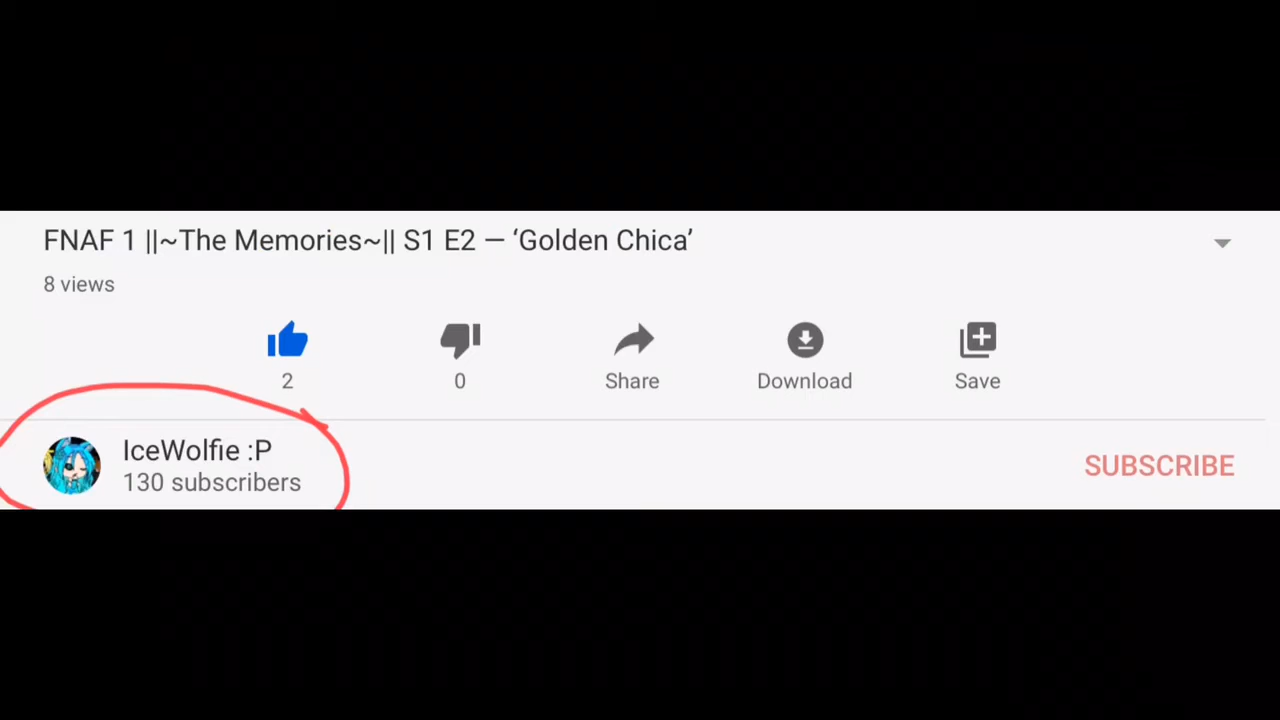 FNAF 1 ||~The Memories~|| S1 E2 — ‘Golden Chica’
8 views
2
0
Share
Download
Save
IceWolfie :P
130 subscribers
SUBSCRIBE